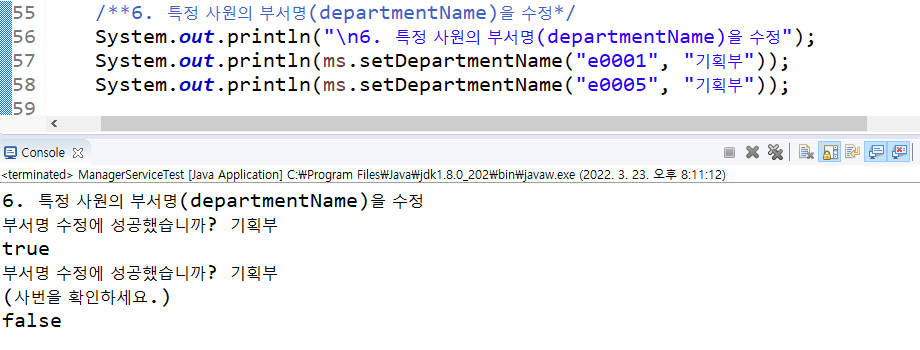 55 /**6. 특정 사원의 부서명(departmentName)을 수정*/
56 System.out.println("\n6. 특정 사원의 부서명(departmentName)을 수정");
57 System.out.println(ms.setDepartmentName("e0001", "기획부"));
58 System.out.println(ms.setDepartmentName("e0005", "기획부"));
59
Console
<terminated> ManagerServiceTest [Java Application] C:₩Program Files₩Java₩jdk1.8.0_202₩bin₩javaw.exe (2022. 3. 23. 오후 8:11:12)
6. 특정 사원의 부서명(departmentName)을 수정
부서명 수정에 성공했습니까? 기획부
true
부서명 수정에 성공했습니까? 기획부
(사번을 확인하세요.)
false